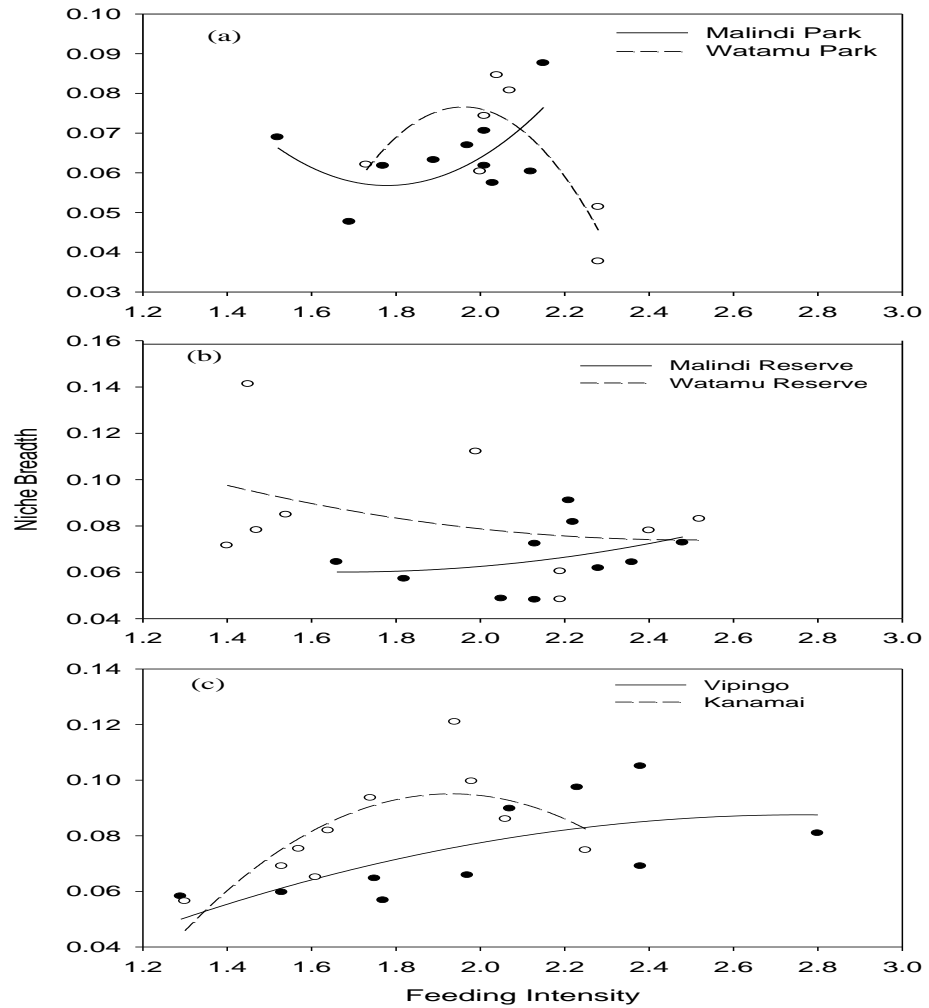 0.10
(a)
Malindi Park
Watamu Park
0.09
0.08
0.07
0.06
0.05
0.04
0.03
1.2 1.4 1.6 1.8 2.0 2.2 2.4 2.6 2.8 3.0
0.16
(b)
Malindi Reserve
Watamu Reserve
0.14
0.12
0.10
0.08
0.06
0.04
1.2 1.4 1.6 1.8 2.0 2.2 2.4 2.6 2.8 3.0
Niche Breadth
0.14
(c)
Vipingo
Kanamai
0.12
0.10
0.08
0.06
0.04
1.2 1.4 1.6 1.8 2.0 2.2 2.4 2.6 2.8 3.0
Feeding Intensity